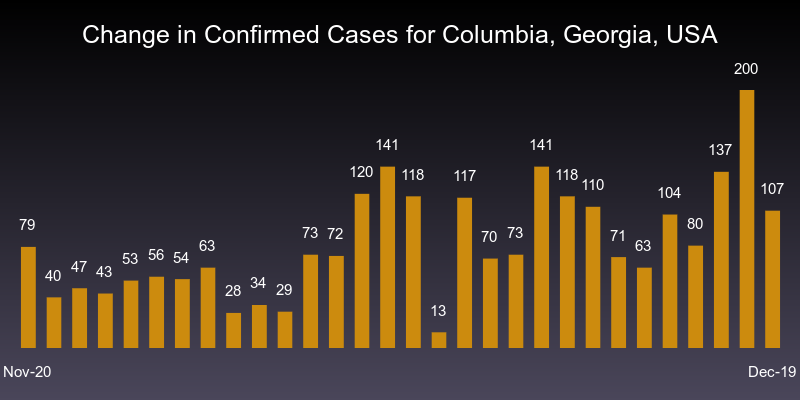 Change in Confirmed Cases for Columbia, Georgia, USA
79 40 47 43 53 56 54 63 28 34 29 73 72 120 141 118 13 117 70 73 141 118 110 71 63 104 80 137 200 107
Nov-20 Dec-19